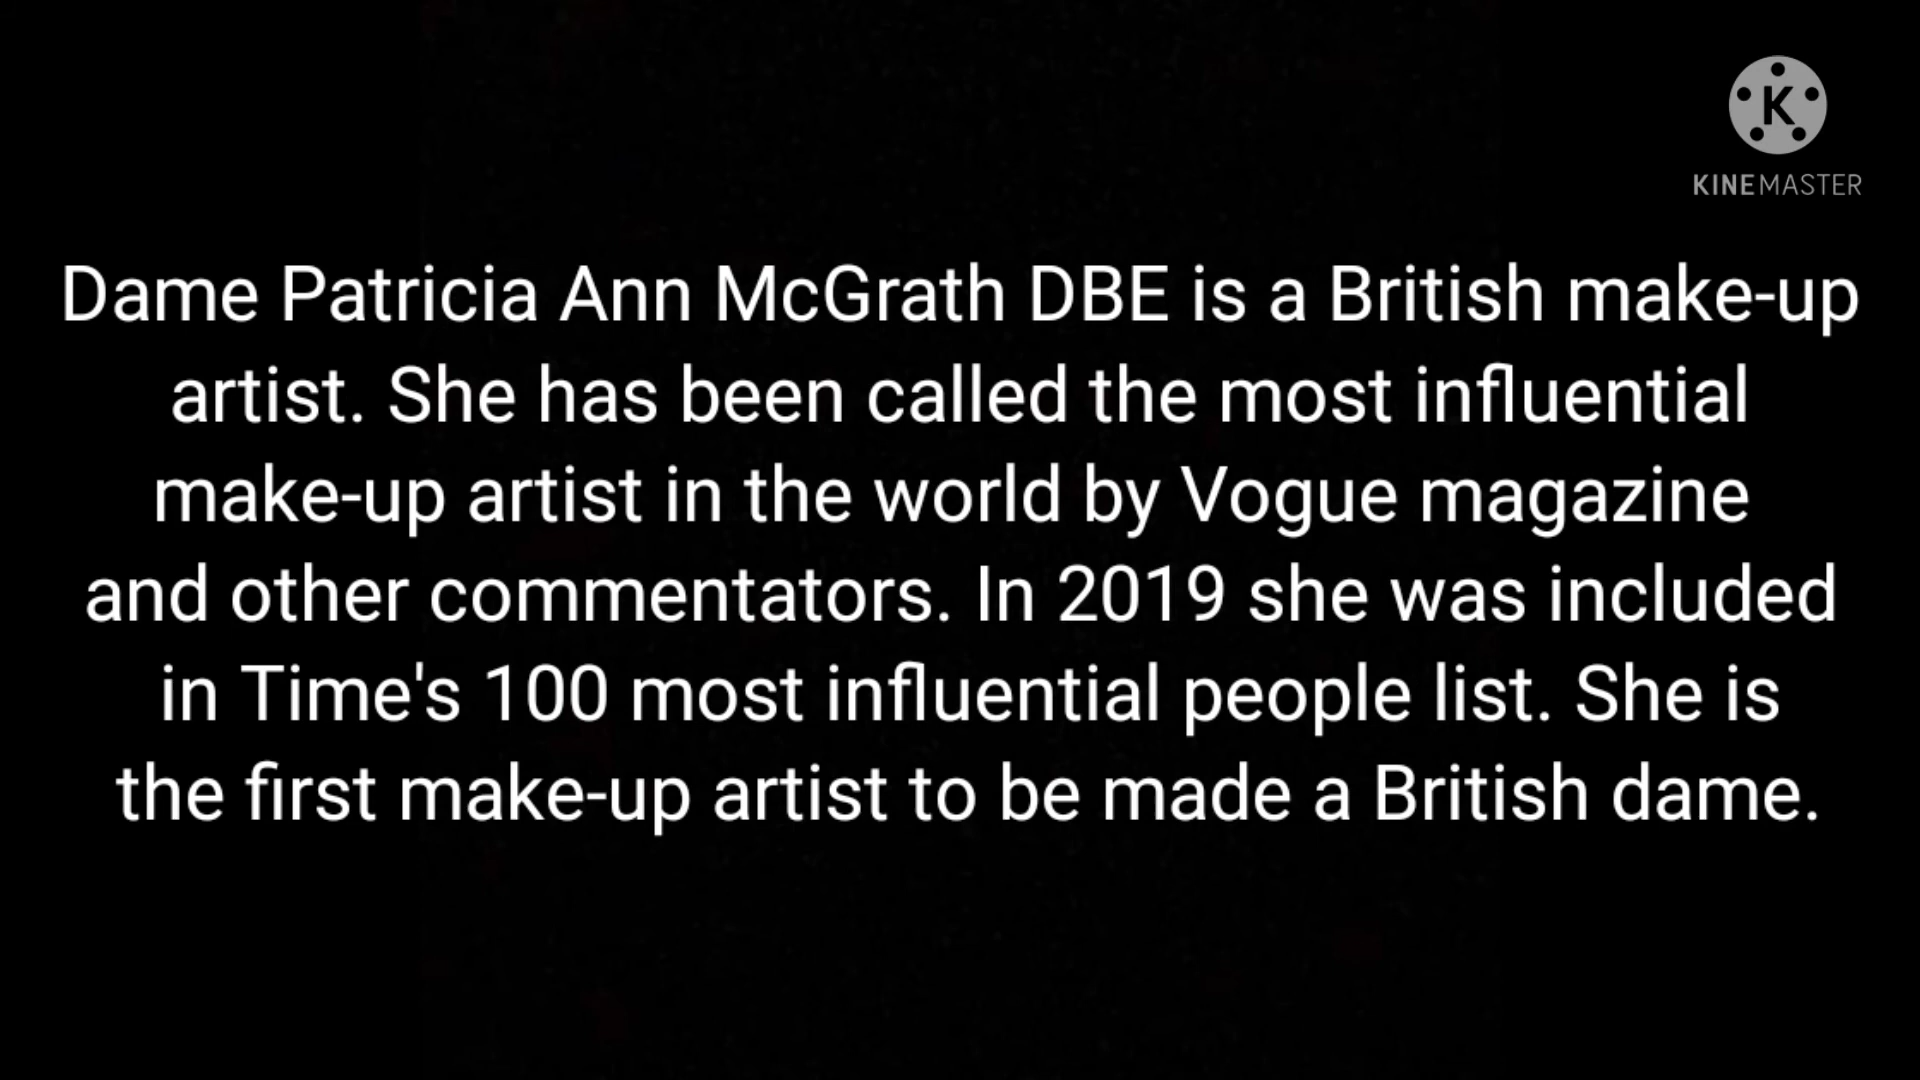 K
KINEMASTER
Dame Patricia Ann McGrath DBE is a British make-up
artist. She has been called the most influential
make-up artist in the world by Vogue magazine
and other commentators. In 2019 she was included
in Time's 100 most influential people list. She is
the first make-up artist to be made a British dame.